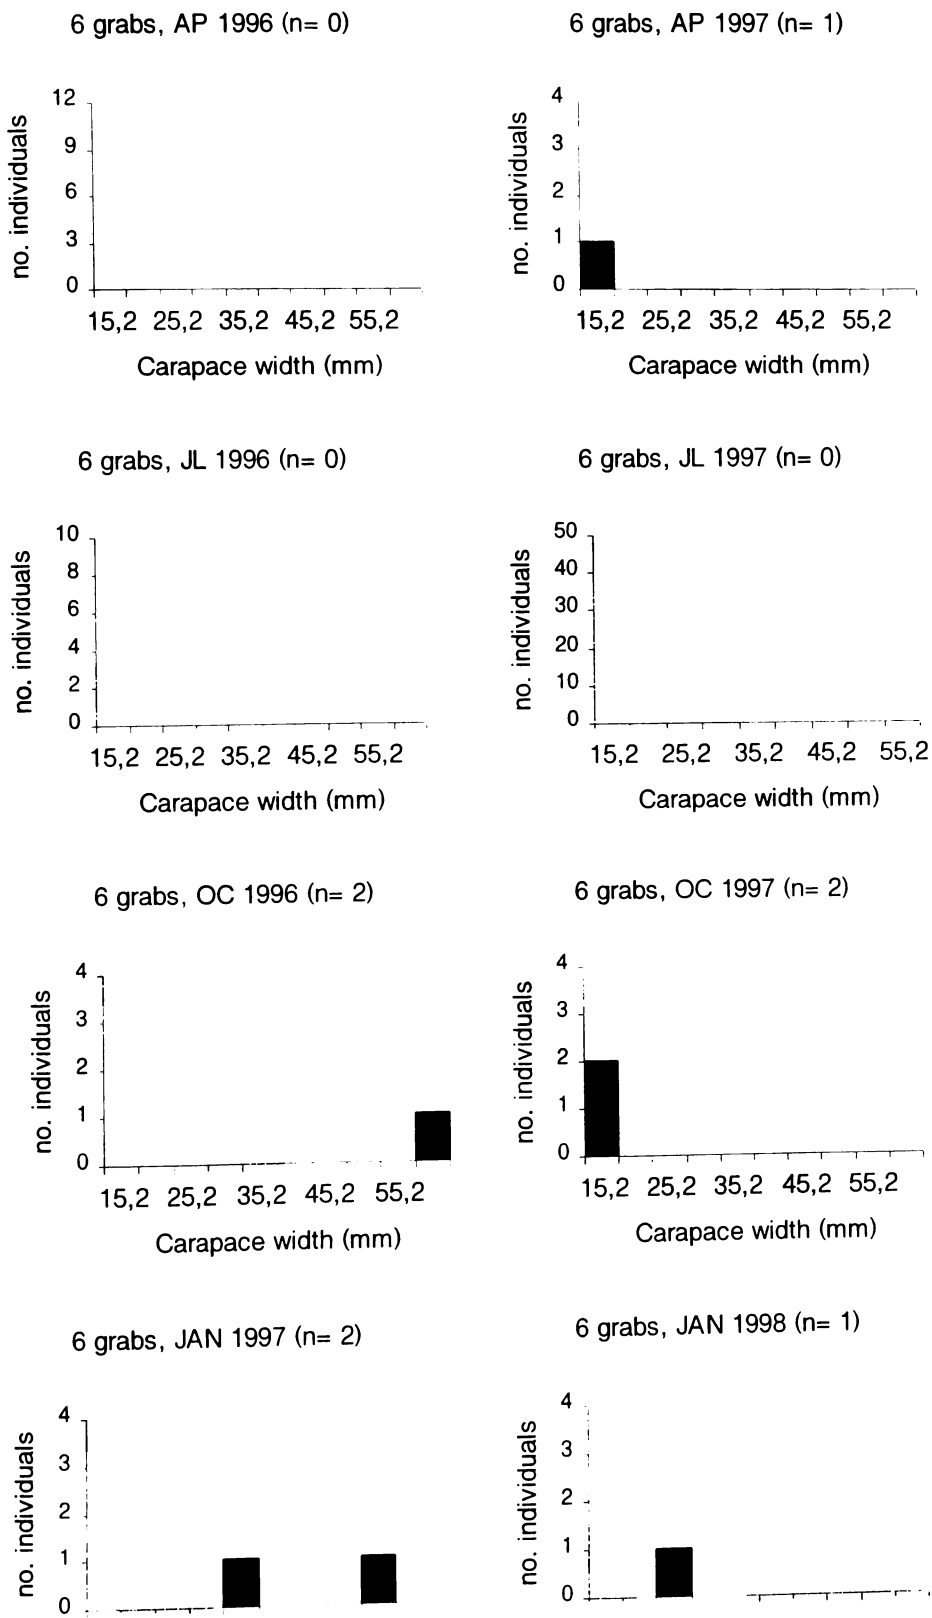 6 grabs, AP 1996 (n= 0)
12
9
6
3
0
no. individuals
15,2 25,2 35,2 45,2 55,2
Carapace width (mm)
6 grabs, AP 1997 (n= 1)
4
3
2
1
0
no. individuals
15,2 25,2 35,2 45,2 55,2
Carapace width (mm)
6 grabs, JL 1996 (n= 0)
10
8
6
4
2
0
no. individuals
15,2 25,2 35,2 45,2 55,2
Carapace width (mm)
6 grabs, JL 1997 (n= 0)
50
40
30
20
10
0
no. individuals
15,2 25,2 35,2 45,2 55,2
Carapace width (mm)
6 grabs, OC 1996 (n= 2)
4
3
2
1
0
no. individuals
15,2 25,2 35,2 45,2 55,2
Carapace width (mm)
6 grabs, OC 1997 (n= 2)
4
3
2
1
0
no. individuals
15,2 25,2 35,2 45,2 55,2
Carapace width (mm)
6 grabs, JAN 1997 (n= 2)
4
3
2
1
0
no. individuals
6 grabs, JAN 1998 (n= 1)
4
3
2
1
0
no. individuals